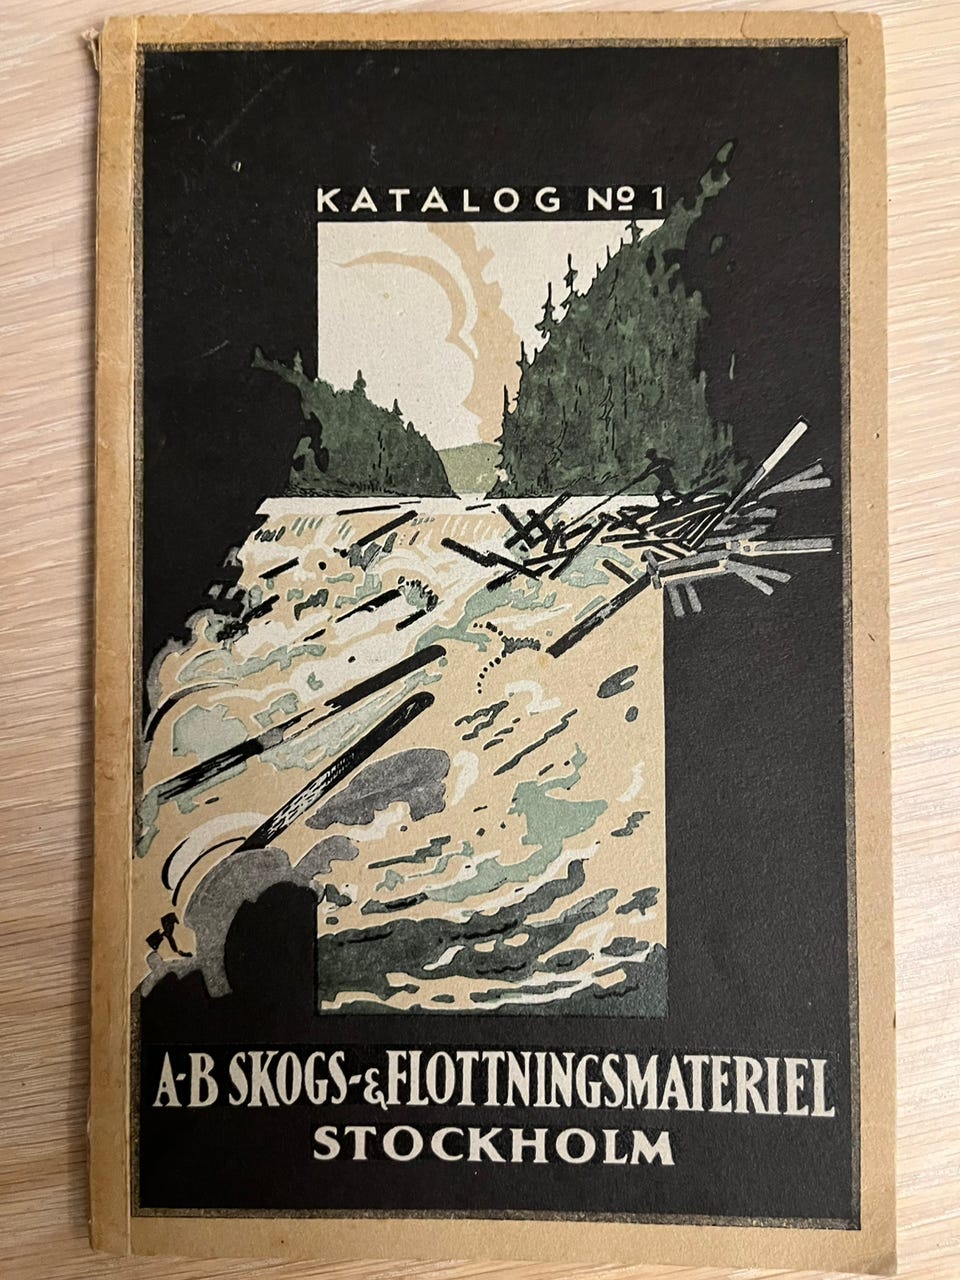 KATALOG Nº 1
A-B SKOGS- & FLOTTNINGSMATERIEL
STOCKHOLM